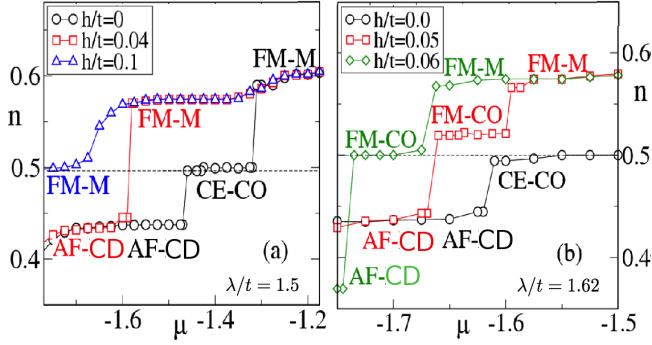 h/t=0
h/t=0.04
h/t=0.1
FM-M
0.6
n
FM-M
0.5
FM-M
CE-CO
0.4
AF-CD
AF-CD
(a)
λ/t = 1.5
-1.6
μ
-1.4
-1.2
h/t=0.0
h/t=0.05
h/t=0.06
FM-M
FM-M
0.6
n
FM-CO
FM-CO
0.5
CE-CO
AF-CD
AF-CD
(b)
AF-CD
0.4
λ/t = 1.62
-1.7
μ
-1.6
-1.5